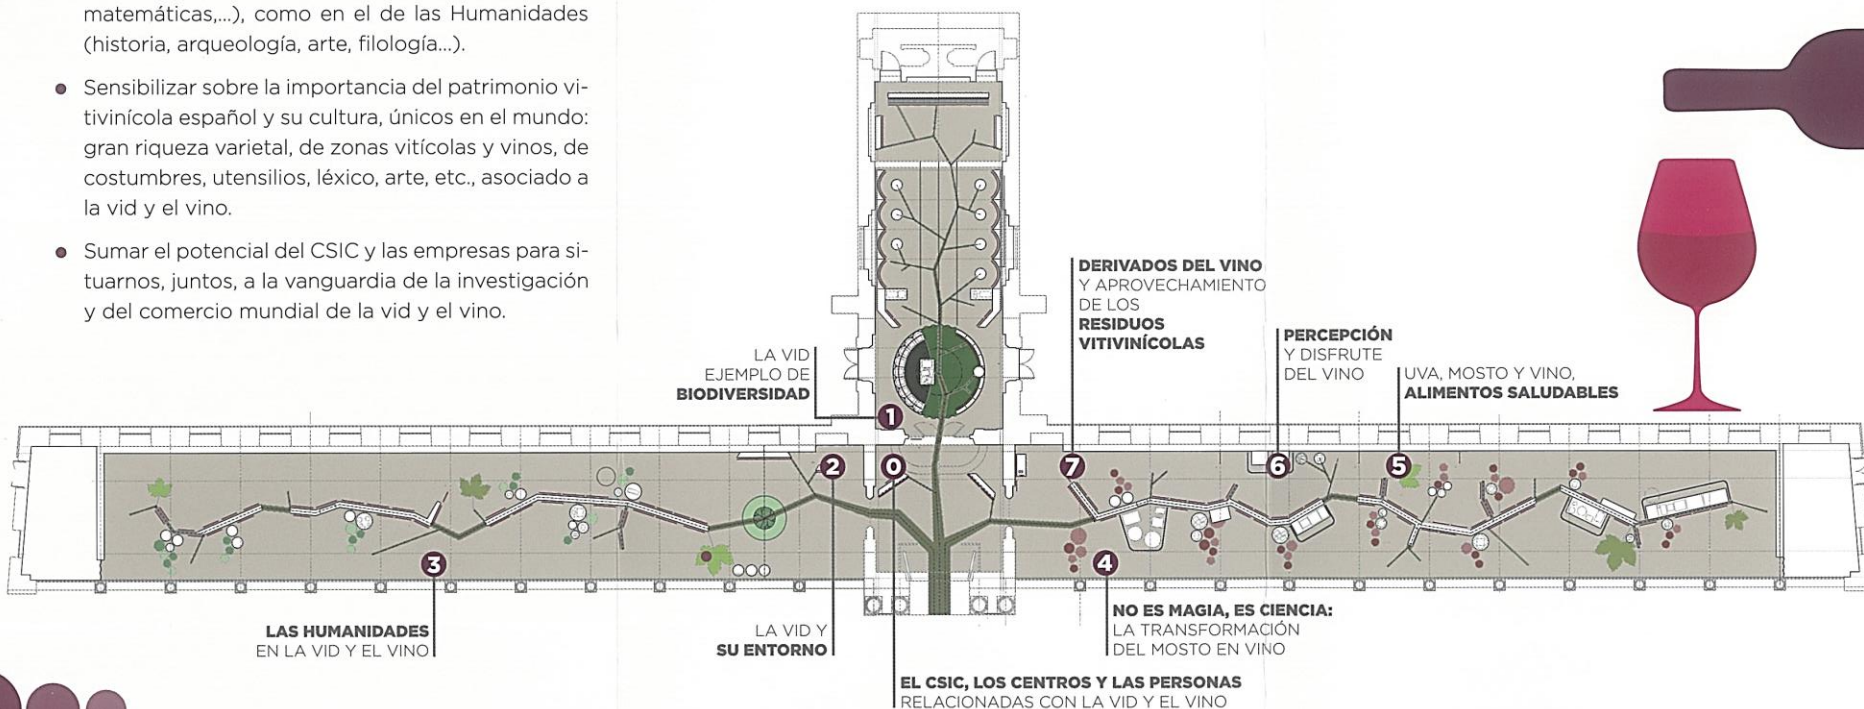 matemáticas,...), como en el de las Humanidades
(historia, arqueología, arte, filología...).
Sensibilizar sobre la importancia del patrimonio vi-
tivinícola español y su cultura, únicos en el mundo:
gran riqueza varietal, de zonas vitícolas y vinos, de
costumbres, utensilios, léxico, arte, etc., asociado a
la vid y el vino.
Sumar el potencial del CSIC y las empresas para si-
tuarnos, juntos, a la vanguardia de la investigación
y del comercio mundial de la vid y el vino.
LA VID
EJEMPLO DE
BIODIVERSIDAD
1
DERIVADOS DEL VINO
Y APROVECHAMIENTO
DE LOS
RESIDUOS
VITIVINÍCOLAS
PERCEPCIÓN
Y DISFRUTE
DEL VINO
UVA, MOSTO Y VINO,
ALIMENTOS SALUDABLES
2
0
7
6
5
3
4
LAS HUMANIDADES
EN LA VID Y EL VINO
LA VID Y
SU ENTORNO
NO ES MAGIA, ES CIENCIA:
LA TRANSFORMACIÓN
DEL MOSTO EN VINO
EL CSIC, LOS CENTROS Y LAS PERSONAS
RELACIONADAS CON LA VID Y EL VINO